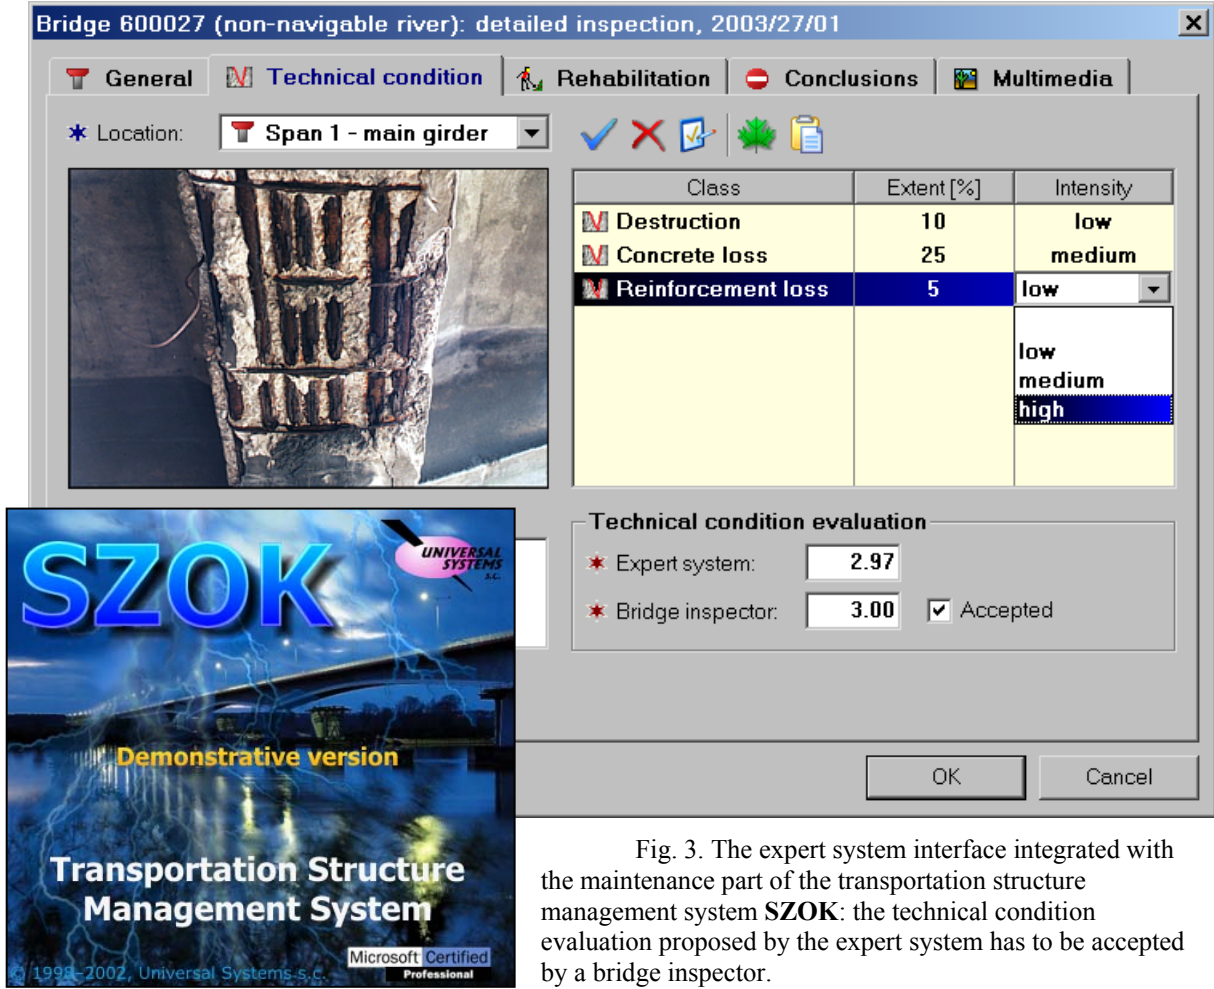 Bridge 600027 (non-navigable river): detailed inspection, 2003/27/01
General Technical condition Rehabilitation Conclusions Multimedia
Location: Span 1 - main girder
Class Extent [%] Intensity
Destruction 10 low
Concrete loss 25 medium
Reinforcement loss 5 low
low
medium
high
Technical condition evaluation
Expert system: 2.97
Bridge inspector: 3.00 Accepted
OK Cancel
SZOK
UNIVERSAL
SYSTEMS
s.c.
Demonstrative version
Transportation Structure
Management System
Microsoft Certified
Professional
© 1998-2002, Universal Systems s.c.
Fig. 3. The expert system interface integrated with
the maintenance part of the transportation structure
management system SZOK: the technical condition
evaluation proposed by the expert system has to be accepted
by a bridge inspector.